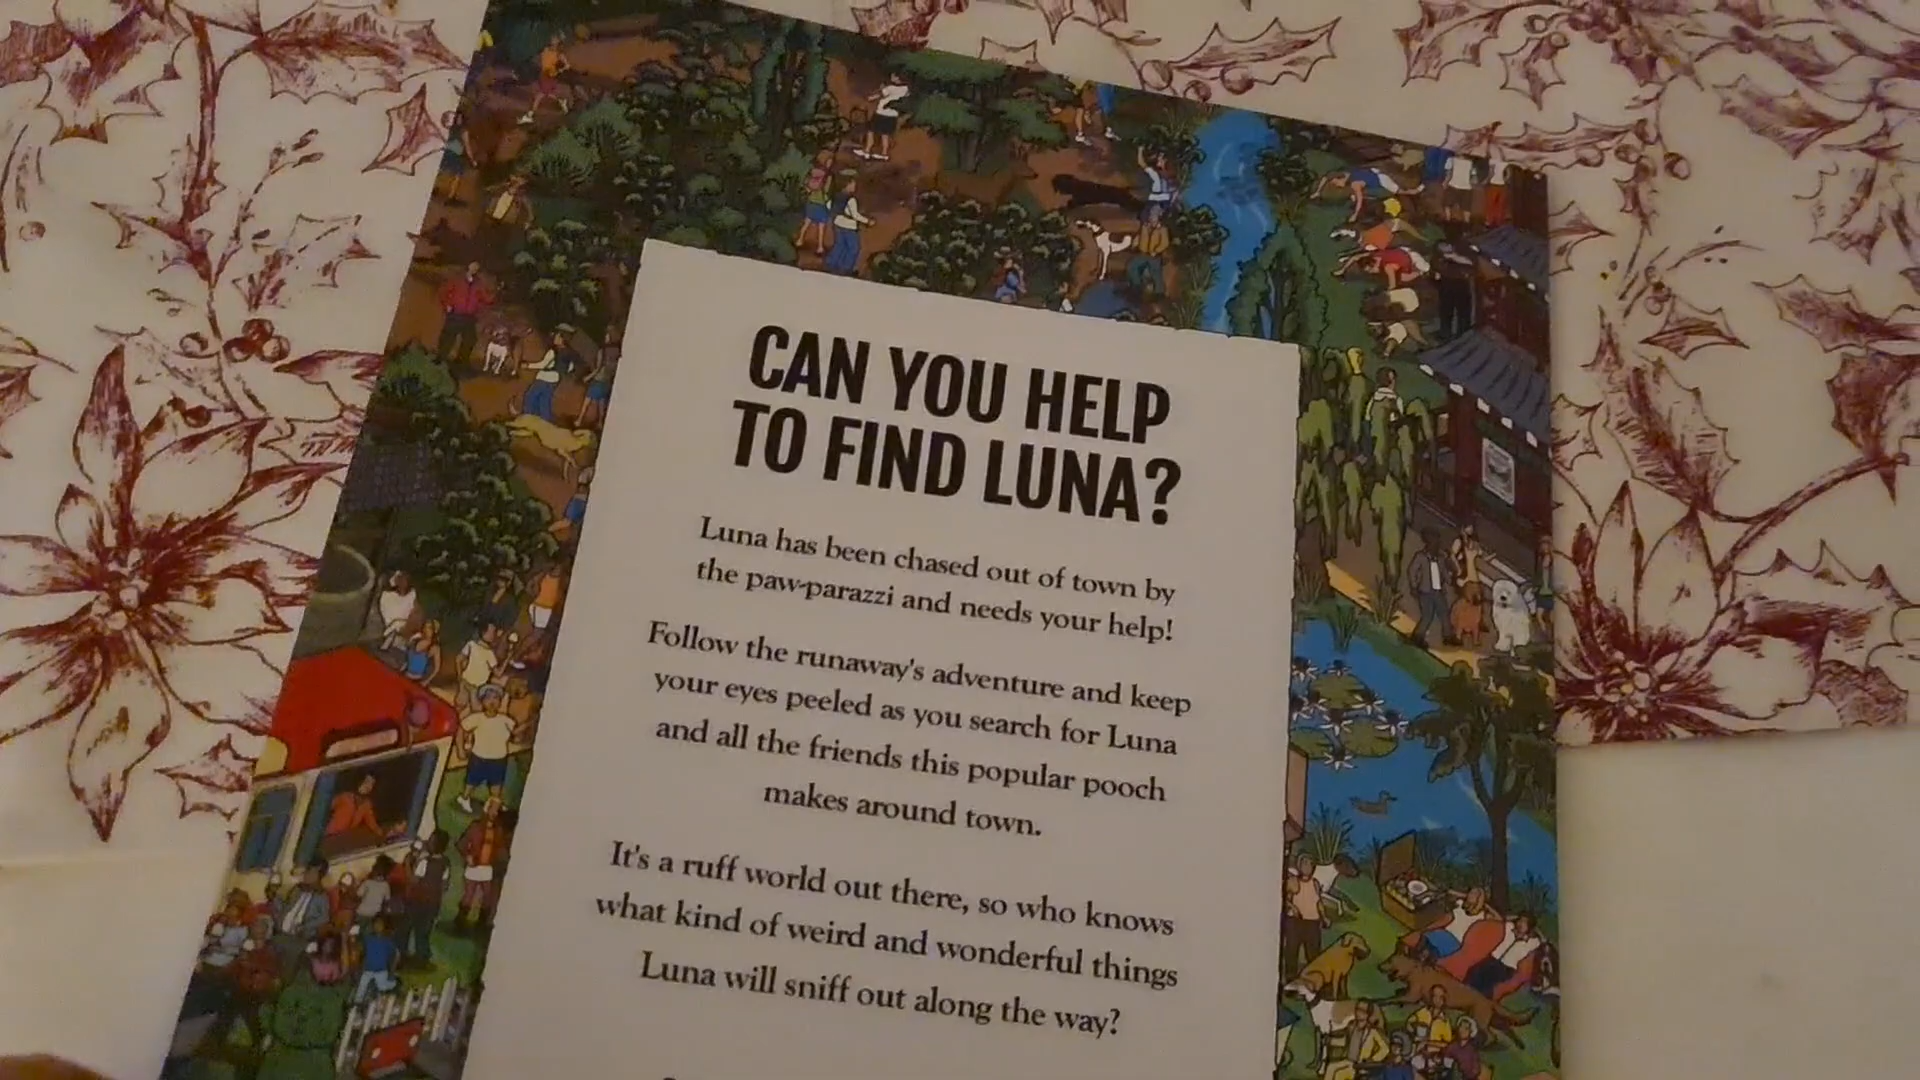 CAN YOU HELP
TO FIND LUNA?
Luna has been chased out of town by
the paw-parazzi and needs your help!
Follow the runaway's adventure and keep
your eyes peeled as you search for Luna
and all the friends this popular pooch
makes around town.
It's a ruff world out there, so who knows
what kind of weird and wonderful things
Luna will sniff out along the way?